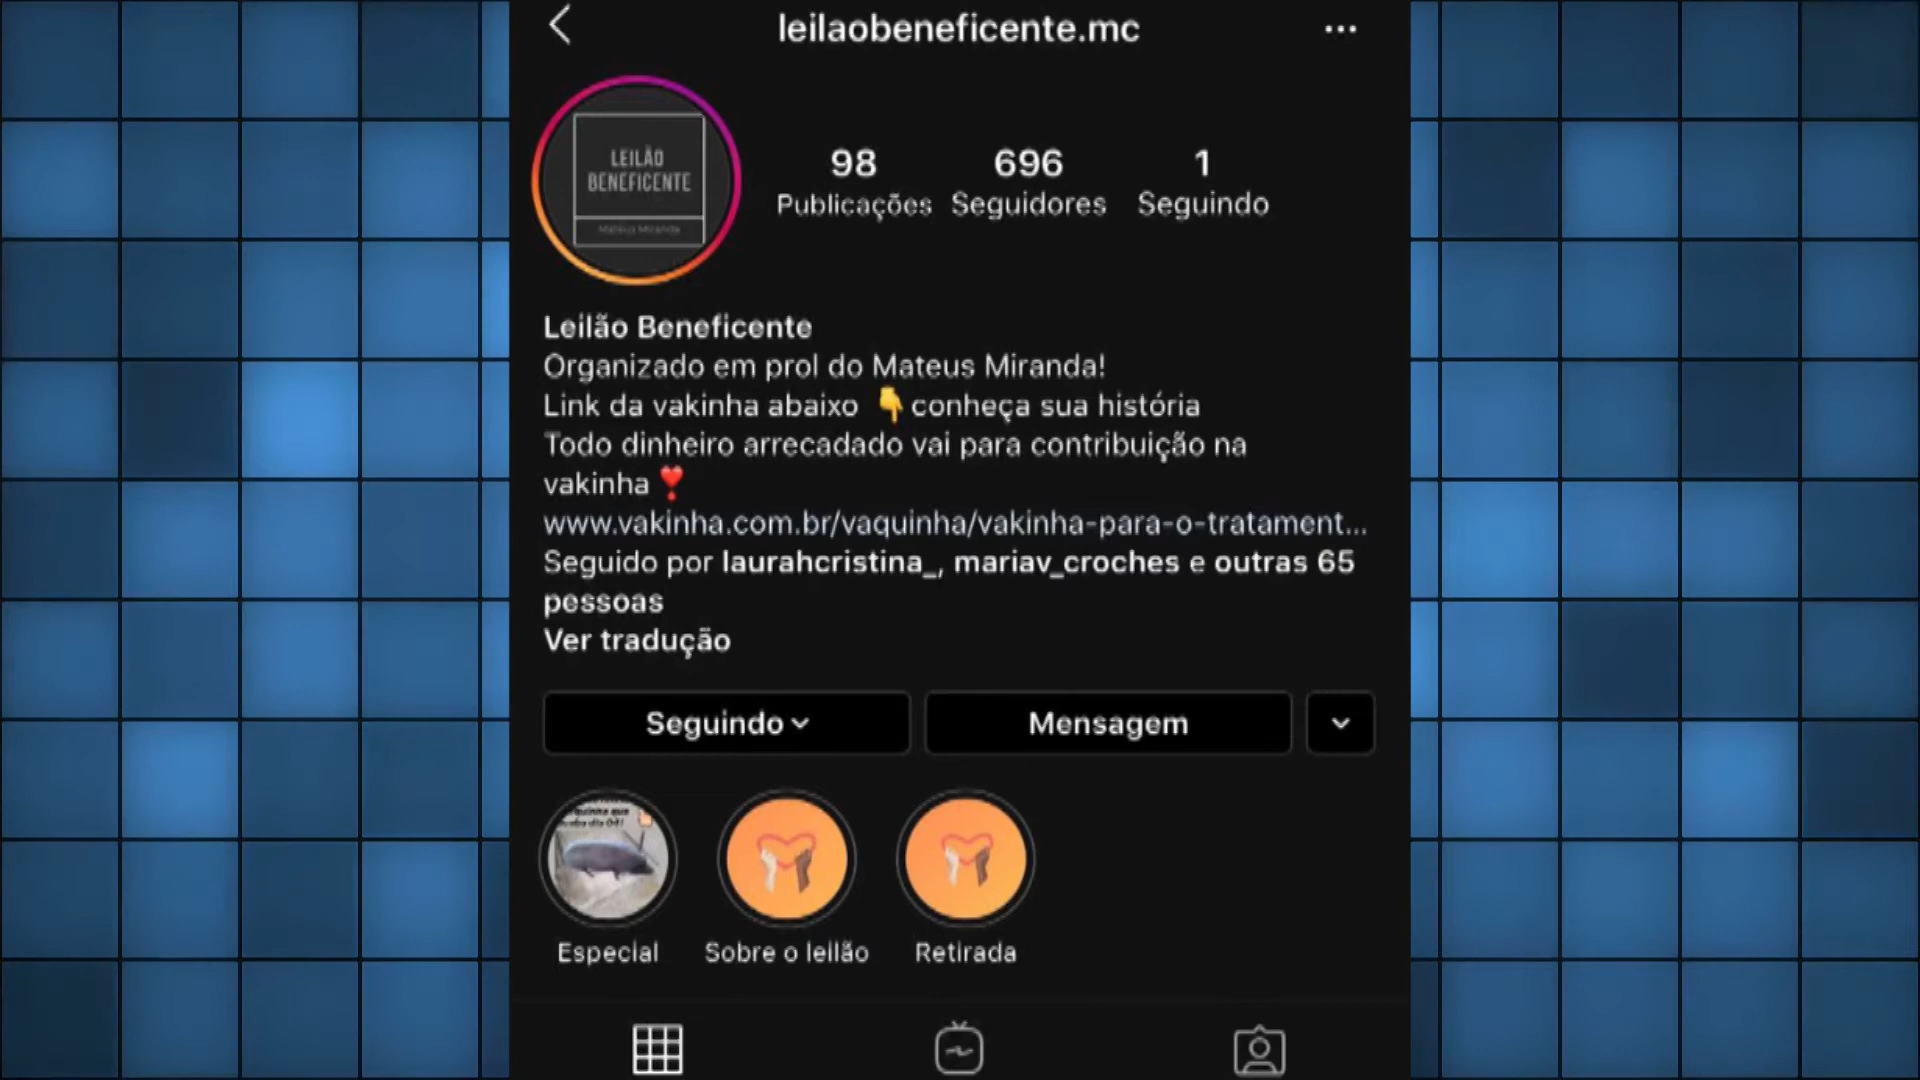 leilaobeneficente.mc
LEILÃO
BENEFICENTE
Mateus Miranda
98
696
1
Publicações
Seguidores
Seguindo
Leilão Beneficente
Organizado em prol do Mateus Miranda!
Link da vakinha abaixo 👇conheça sua história
Todo dinheiro arrecadado vai para contribuição na
vakinha❣️
www.vakinha.com.br/vaquinha/vakinha-para-o-tratament...
Seguido por laurahcristina_, mariav_croches e outras 65
pessoas
Ver tradução
Seguindo
Mensagem
Especial
Sobre o leilão
Retirada